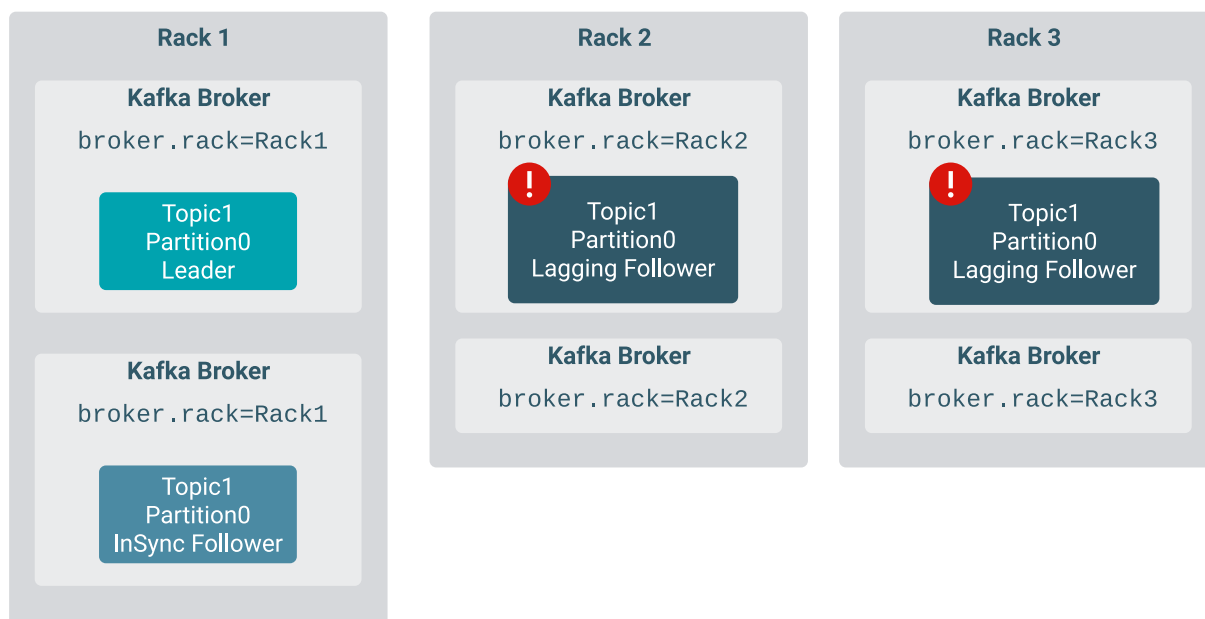 Rack 1
Kafka Broker
broker.rack=Rack1
Topic1
Partition0
Leader
Kafka Broker
broker.rack=Rack1
Topic1
Partition0
InSync Follower
Rack 2
Kafka Broker
broker.rack=Rack2
!
Topic1
Partition0
Lagging Follower
Kafka Broker
broker.rack=Rack2
Rack 3
Kafka Broker
broker.rack=Rack3
!
Topic1
Partition0
Lagging Follower
Kafka Broker
broker.rack=Rack3